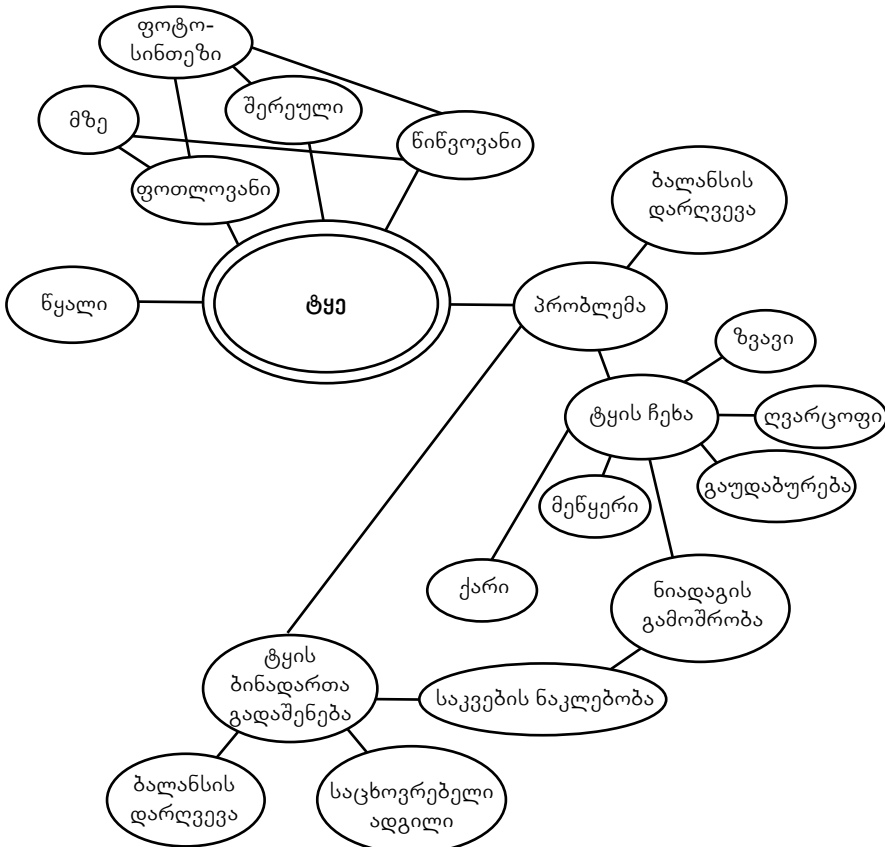 ფოტო-
სინთეზი
შერეული
მზე
წიწვოვანი
ფოთლოვანი
ბალანსის
დარღვევა
წყალი
ტყე
პრობლემა
ზვავი
ტყის ჩეხა
ღვარცოფი
გაუდაბურება
მეწყერი
ქარი
ნიადაგის
გამოშრობა
ტყის
ბინადართა
გადაშენება
საკვების ნაკლებობა
ბალანსის
დარღვევა
საცხოვრებელი
ადგილი